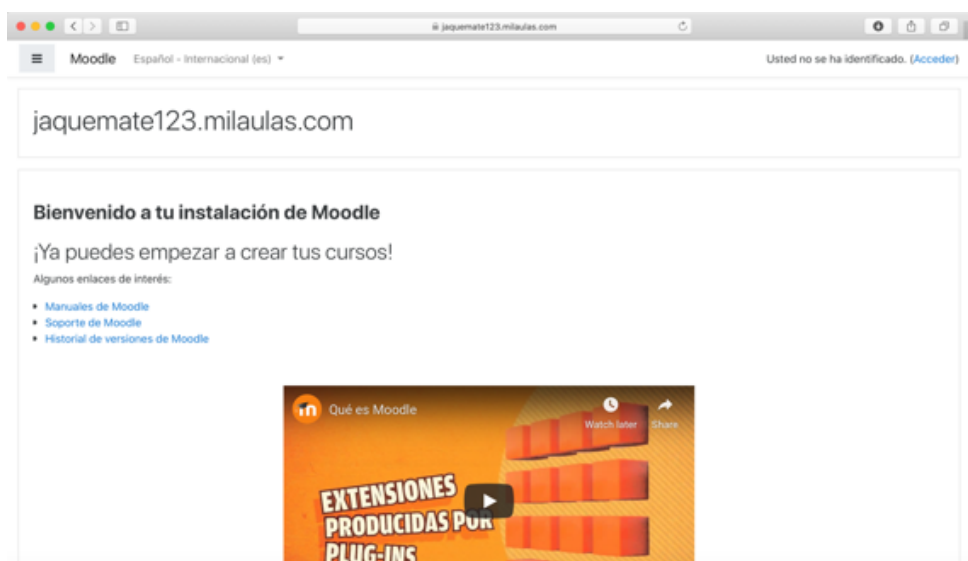 jaquemate123.milaulas.com
Moodle Español - Internacional (es)
Usted no se ha identificado. (Acceder)
jaquemate123.milaulas.com
Bienvenido a tu instalación de Moodle
¡Ya puedes empezar a crear tus cursos!
Algunos enlaces de interés:
Manuales de Moodle
Soporte de Moodle
Historial de versiones de Moodle
m Qué es Moodle
Watch later Share
EXTENSIONES
PRODUCIDAS POR
PLUG-INS